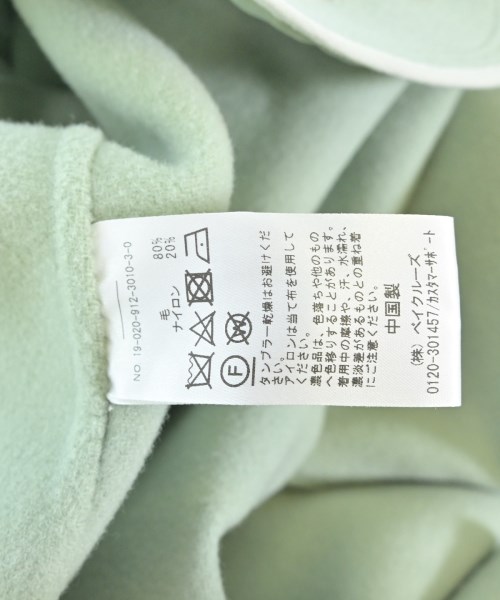 NO 19-020-912-3010-3-0
毛 80%
ナイロン 20%
F W
タンブラー乾燥はお避けくだ
さい。
アイロンは当て布を使用して
ください。
濃色品は、色落ちや他のもの
へ色移りすることがあります。
着用中の摩擦や、汗、水濡れ、
濃淡差があるものとの重ね着
にご注意ください。
中国製
(株) ベイクルーズ
0120-301457/カスタマーサポート